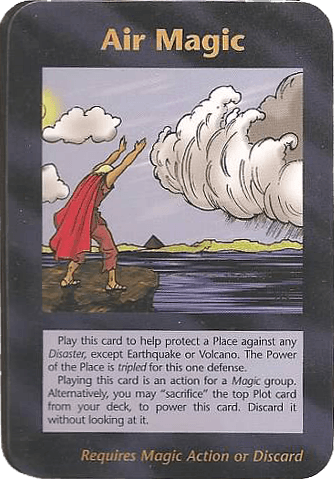 Air Magic
Play this card to help protect a Place against any
Disaster, except Earthquake or Volcano. The Power
of the Place is tripled for this one defense.
Playing this card is an action for a Magic group.
Alternatively, you may “sacrifice” the top Plot card
from your deck, to power this card. Discard it
without looking at it.
Requires Magic Action or Discard